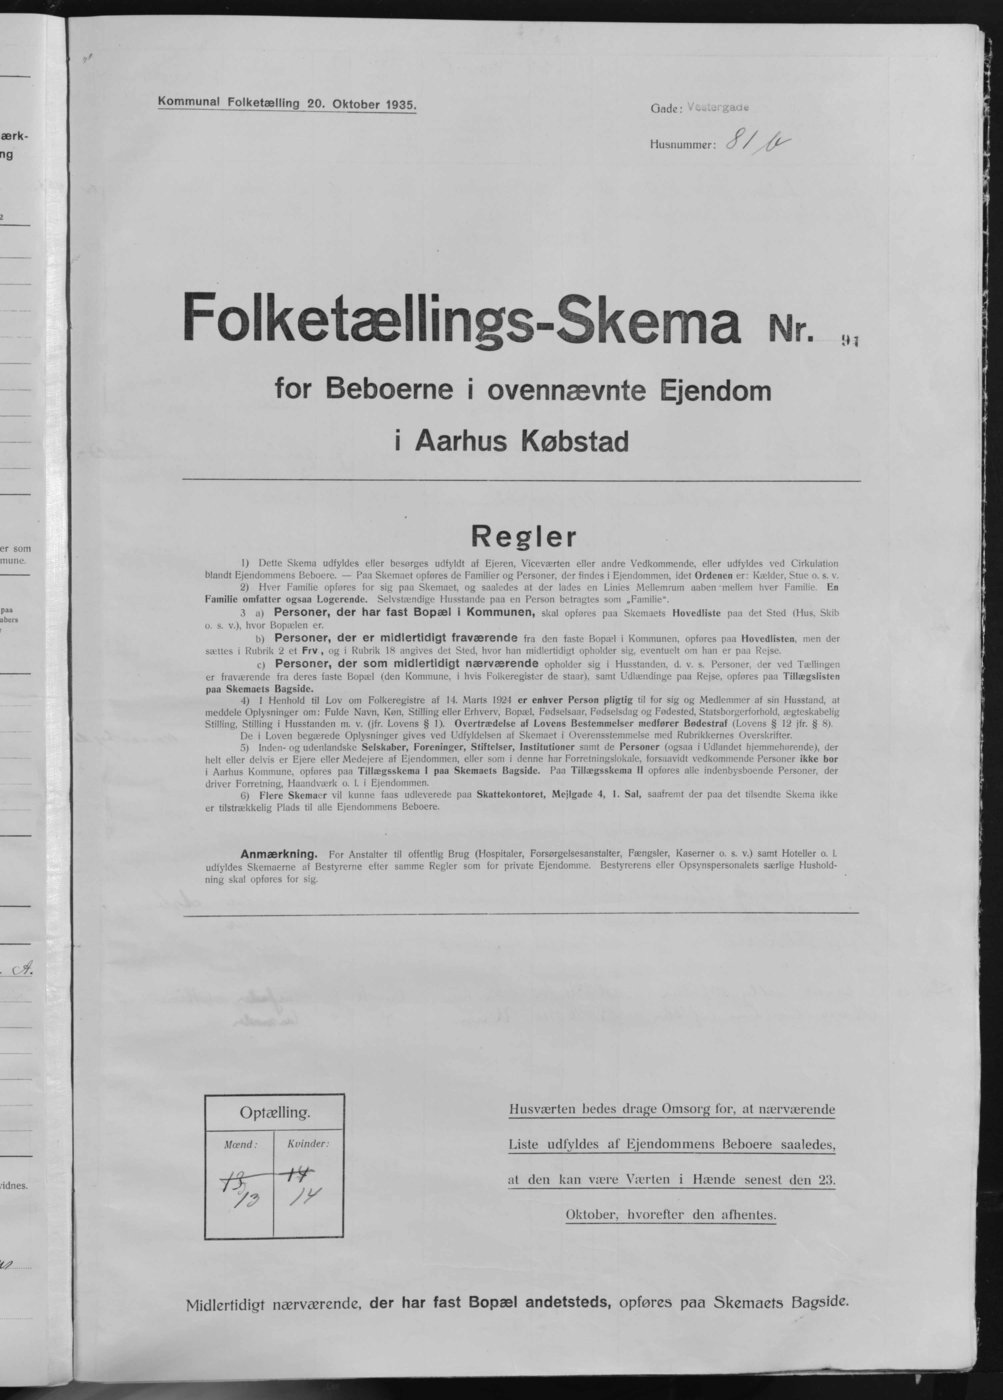 Kommunal Folketælling 20. Oktober 1935.
Gade: Vestergade
Husnummer: 81
Folketællings-Skema Nr. 91
for Beboerne i ovennævnte Ejendom
i Aarhus Købstad
Regler
1) Dette Skema udfyldes eller besørges udfyldt af Ejeren, Viceværten eller andre Vedkommende, eller udfyldes ved Cirkulation
blandt Ejendommens Beboere. — Paa Skemaet opføres de Familier og Personer, der findes i Ejendommen, idet Ordenen er: Kælder, Stue o. s. v.
2) Hver Familie opføres for sig paa Skemaet, og saaledes at der lades en Linies Mellemrum aaben mellem hver Familie. En
Familie omfatter ogsaa Logerende. Selvstændige Husstande paa en Person betragtes som „Familie“.
3 a) Personer, der har fast Bopæl i Kommunen, skal opføres paa Skemaets Hovedliste paa det Sted (Hus, Skib
o. s. v.), hvor Bopælen er.
b) Personer, der er midlertidigt fraværende fra den faste Bopæl i Kommunen, opføres paa Hovedlisten, men der
sættes i Rubrik 2 et Frv., og i Rubrik 18 angives det Sted, hvor han midlertidigt opholder sig, eventuelt om han er paa Rejse.
c) Personer, der som midlertidigt nærværende opholder sig i Husstanden, d. v. s. Personer, der ved Tællingen
er fraværende fra deres faste Bopæl (den Kommune, i hvis Folkeregister de staar), samt Udlændinge paa Rejse, opføres paa Tillægslisten
paa Skemaets Bagside.
4) I Henhold til Lov om Folkeregistre af 14. Marts 1924 er enhver Person pligtig til for sig og Medlemmer af sin Husstand, at
meddele Oplysninger om: Fulde Navn, Køn, Stilling eller Erhverv, Bopæl, Fødselsaar, Fødselsdag og Fødested, Statsborgerforhold, ægteskabelig
Stilling, Stilling i Husstanden m. v. (jfr. Lovens § 1). Overtrædelse af Lovens Bestemmelser medfører Bødestraf (Lovens § 12 jfr. § 8).
De i Loven begærede Oplysninger gives ved Udfyldelsen af Skemaet i Overensstemmelse med Rubrikkernes Overskrifter.
5) Inden- og udenlandske Selskaber, Foreninger, Stiftelser, Institutioner samt de Personer (ogsaa i Udlandet hjemmehørende), der
helt eller delvis er Ejere eller Medejere af Ejendommen, eller som i denne har Forretningslokale, forsaavidt vedkommende Personer ikke bor
i Aarhus Kommune, opføres paa Tillægsskema I paa Skemaets Bagside. Paa Tillægsskema II opføres alle indenbysboende Personer, der
driver Forretning, Haandværk o. l. i Ejendommen.
6) Flere Skemaer vil kunne faas udleverede paa Skattekontoret, Mejlgade 4, 1. Sal, saafremt der paa det tilsendte Skema ikke
er tilstrækkelig Plads til alle Ejendommens Beboere.
Anmærkning. For Anstalter til offentlig Brug (Hospitaler, Forsørgelsesanstalter, Fængsler, Kaserner o. s. v.) samt Hoteller o. l.
udfyldes Skemaerne af Bestyrerne efter samme Regler som for private Ejendomme. Bestyrerens eller Opsynspersonalets særlige Hushold-
ning skal opføres for sig.
Optælling.
Mænd: Kvinder:
13 14
13 14
Husværten bedes drage Omsorg for, at nærværende
Liste udfyldes af Ejendommens Beboere saaledes,
at den kan være Værten i Hænde senest den 23.
Oktober, hvorefter den afhentes.
Midlertidigt nærværende, der har fast Bopæl andetsteds, opføres paa Skemaets Bagside.